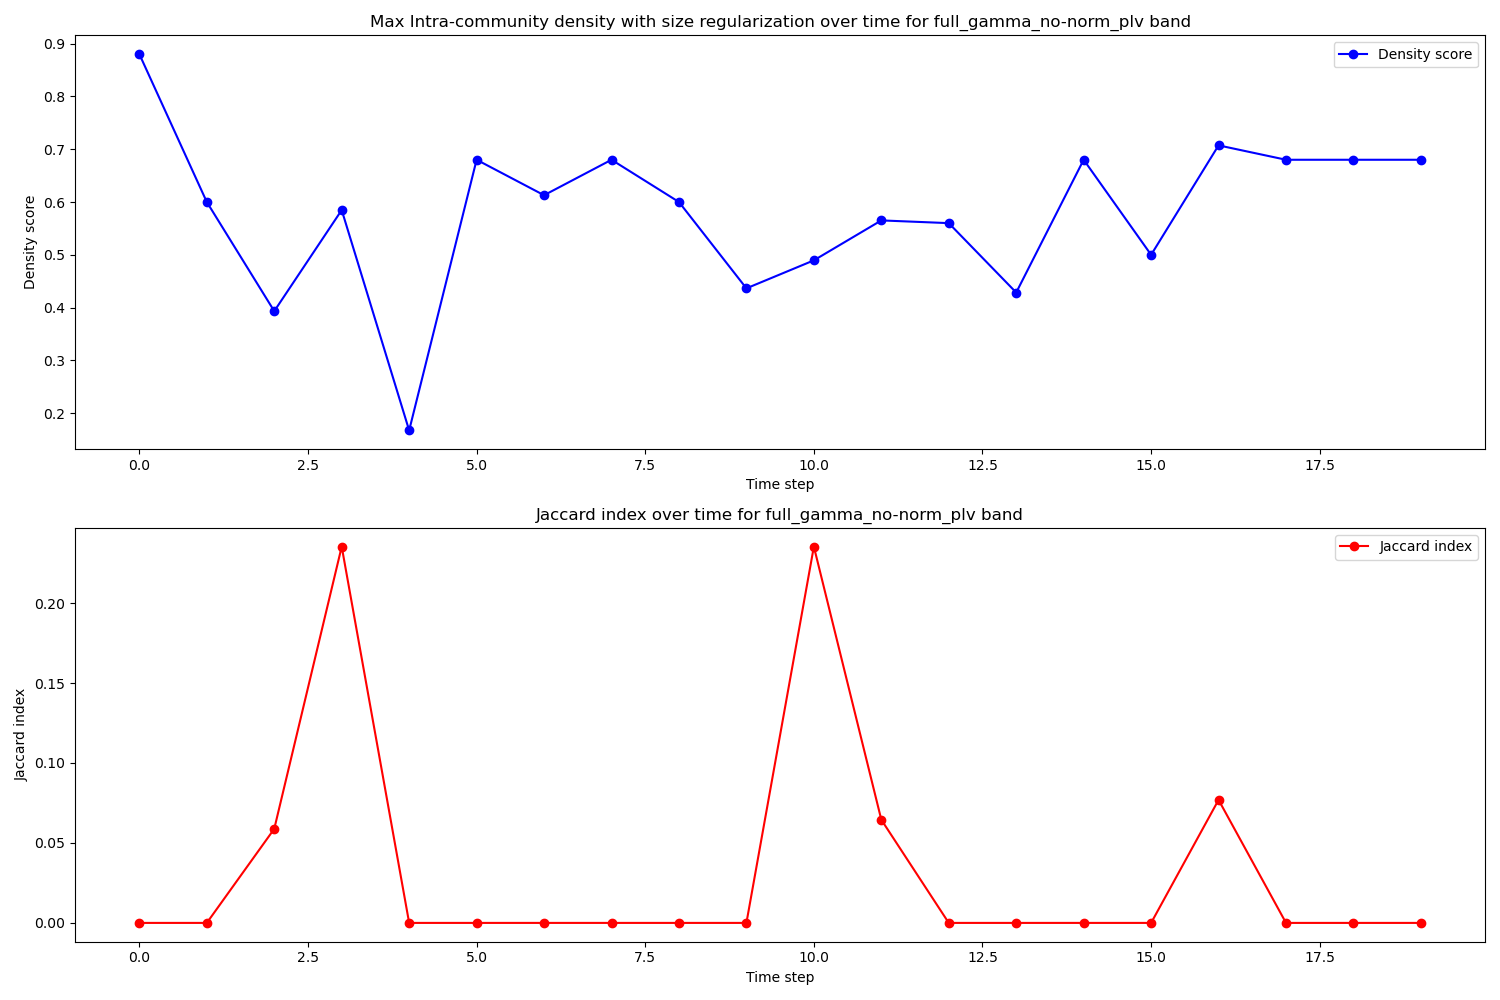 Max Intra-community density with size regularization over time for full_gamma_no-norm_plv band
Density score
0.9
0.8
0.7
0.6
0.5
0.4
0.3
0.2
Density score
0.0 2.5 5.0 7.5 10.0 12.5 15.0 17.5
Time step
Jaccard index over time for full_gamma_no-norm_plv band
Jaccard index
0.20
0.15
0.10
0.05
0.00
Jaccard index
0.0 2.5 5.0 7.5 10.0 12.5 15.0 17.5
Time step